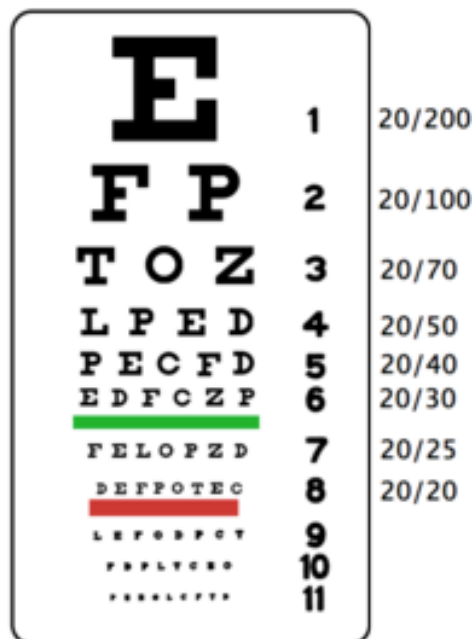 E 1 20/200
F P 2 20/100
T O Z 3 20/70
L P E D 4 20/50
P E C F D 5 20/40
E D F C Z P 6 20/30
F E L O P Z D 7 20/25
D E F P O T E C 8 20/20
9
10
11